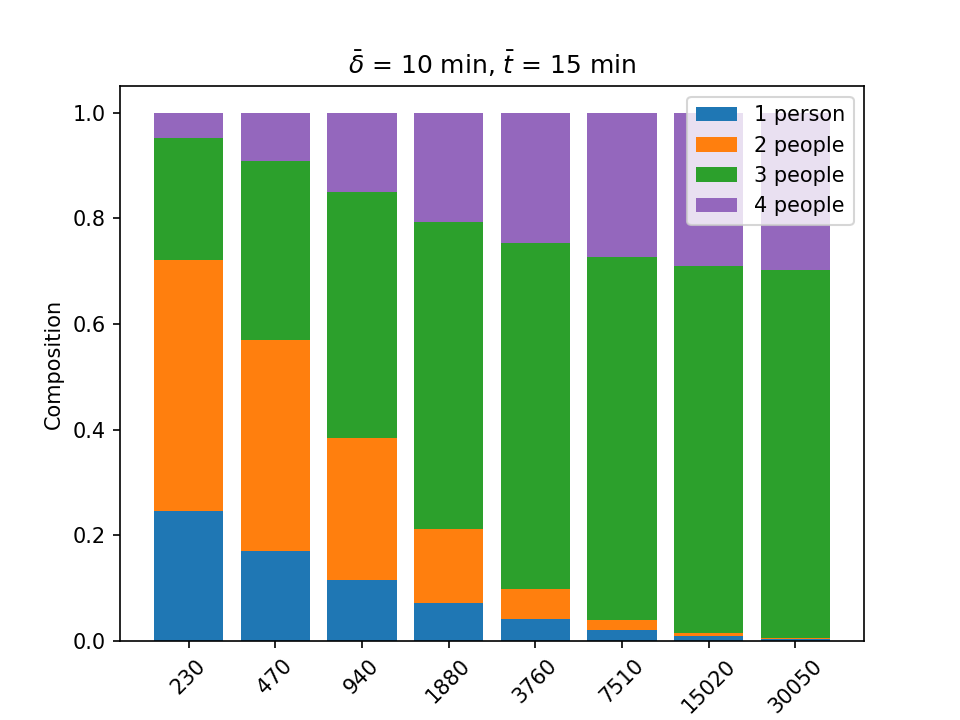 δ̄ = 10 min, t̄ = 15 min
1 person
2 people
3 people
4 people
Composition
1.0
0.8
0.6
0.4
0.2
0.0
230
470
940
1880
3760
7510
15020
30050